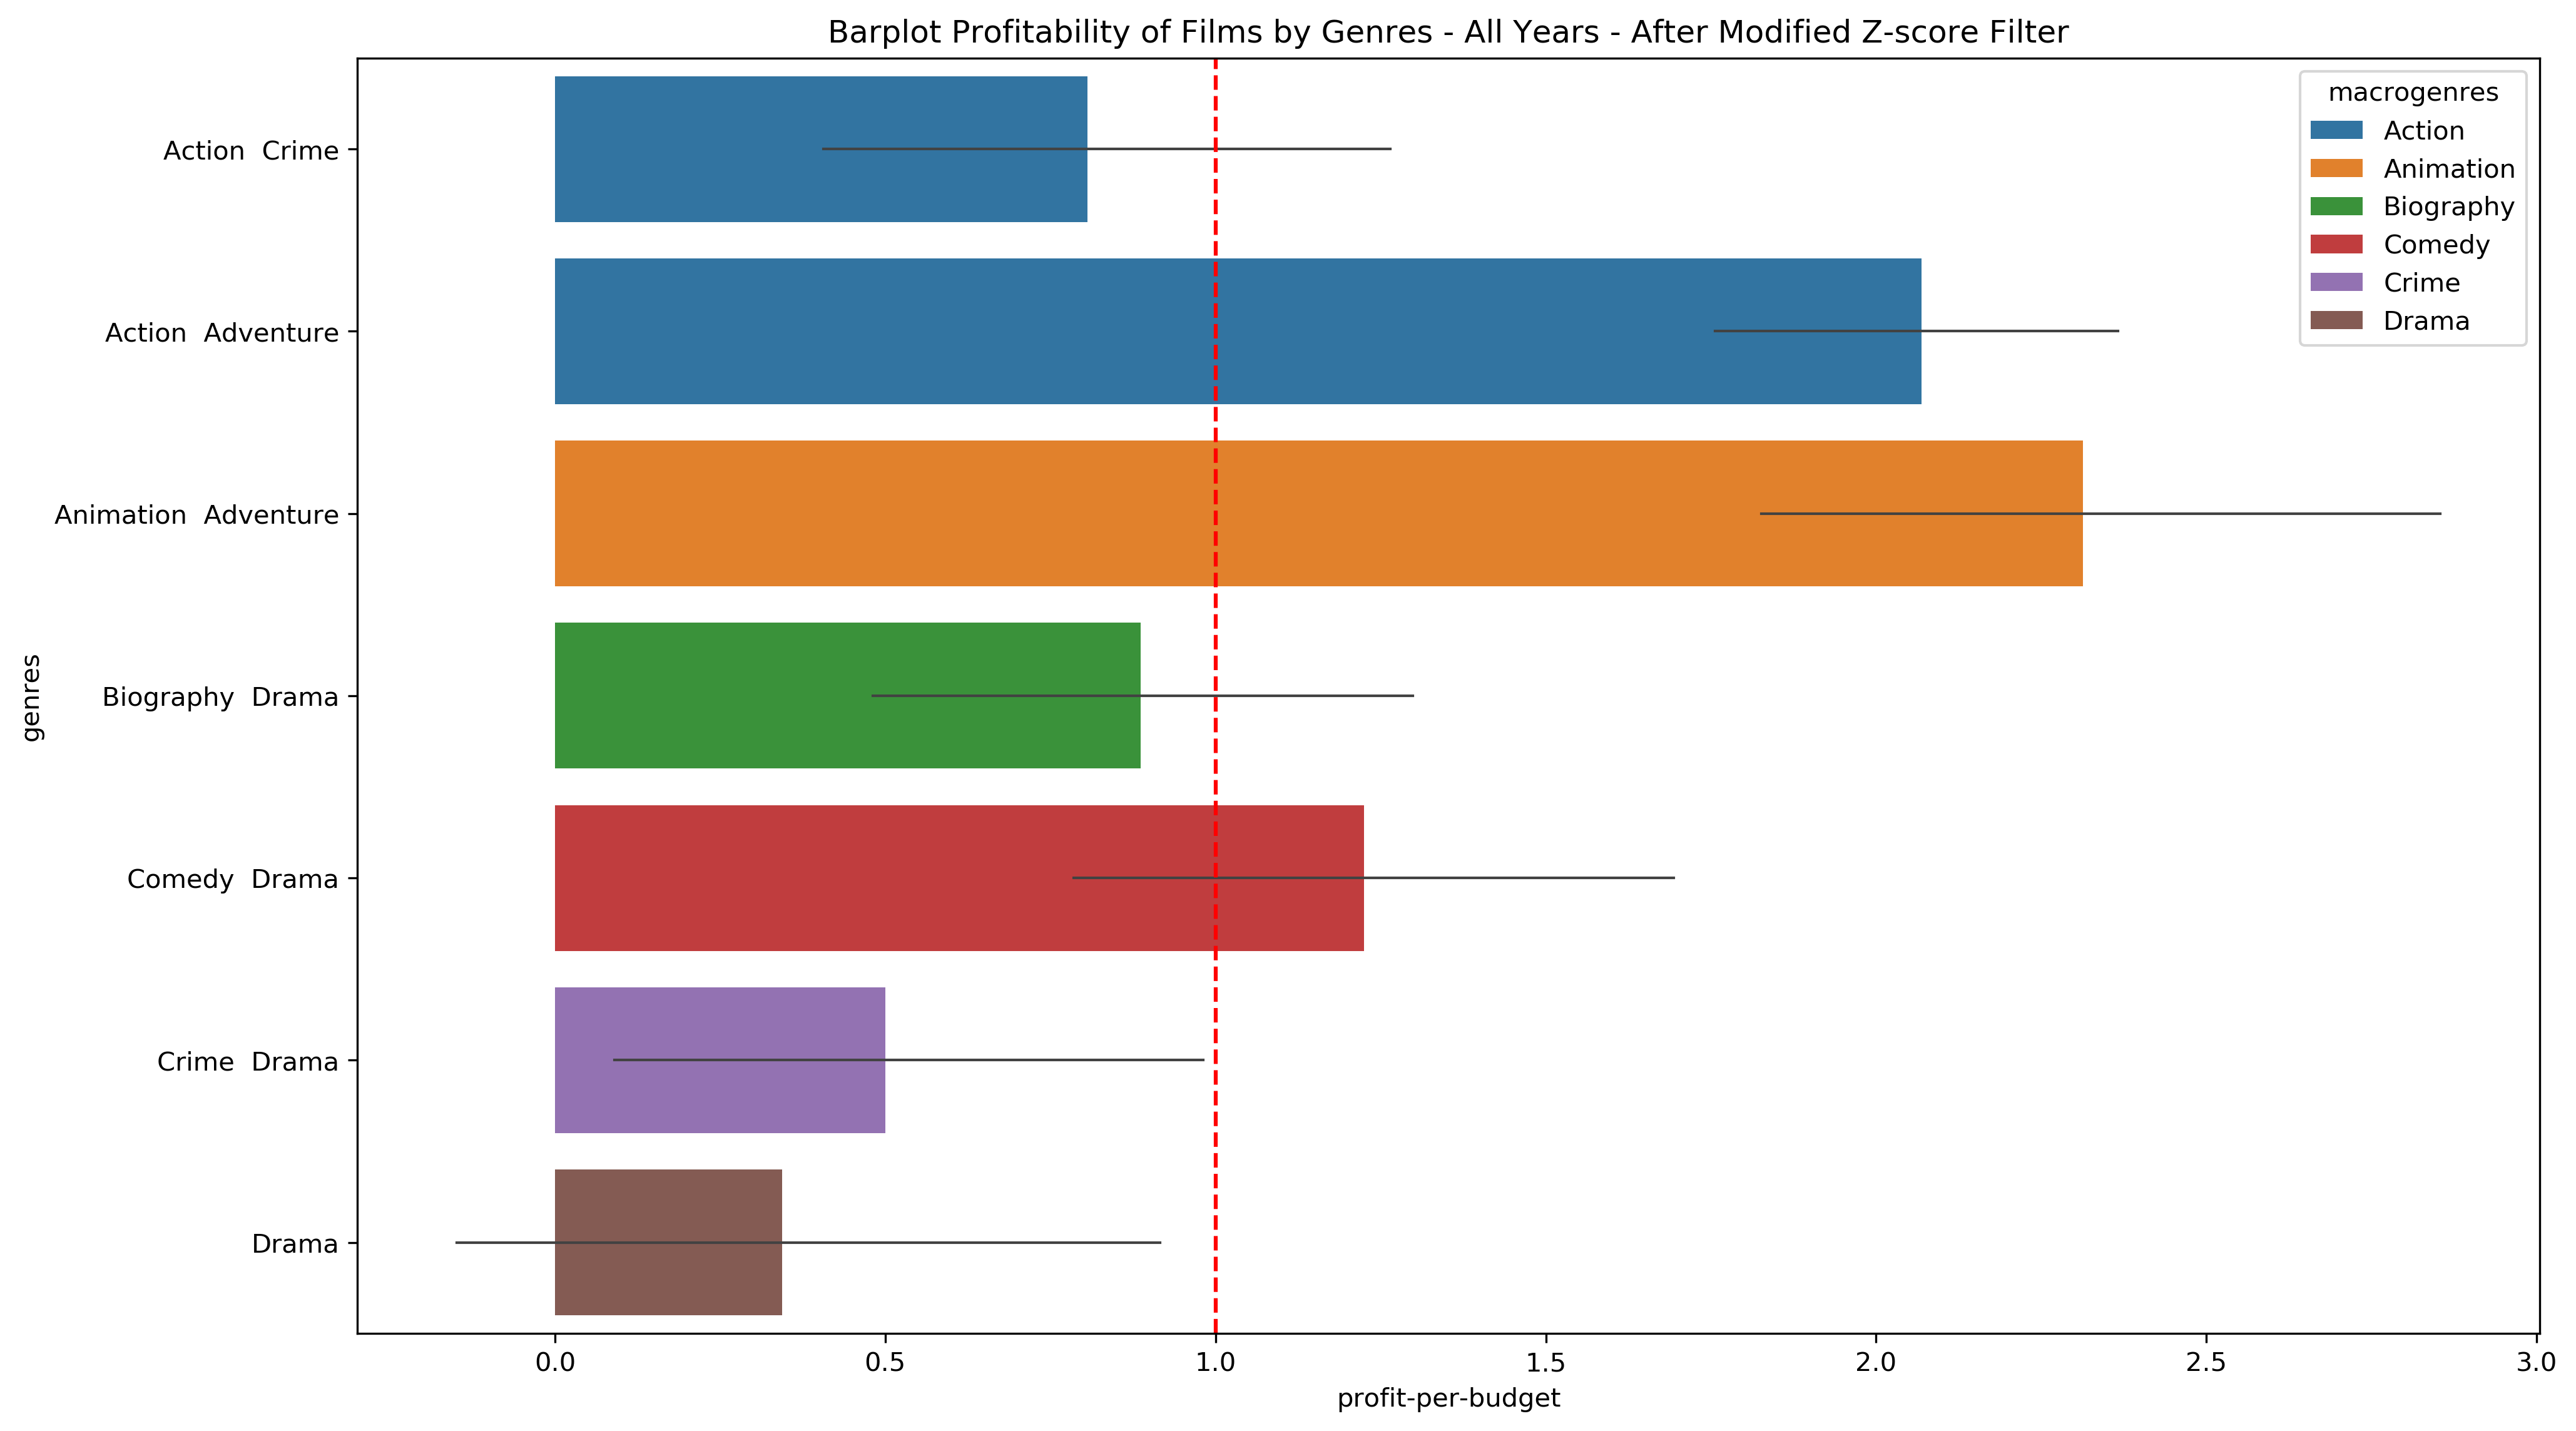 Barplot Profitability of Films by Genres - All Years - After Modified Z-score Filter
macrogenres
Action
Animation
Biography
Comedy
Crime
Drama
genres
Action  Crime
Action  Adventure
Animation  Adventure
Biography  Drama
Comedy  Drama
Crime  Drama
Drama
0.0 0.5 1.0 1.5 2.0 2.5 3.0
profit-per-budget